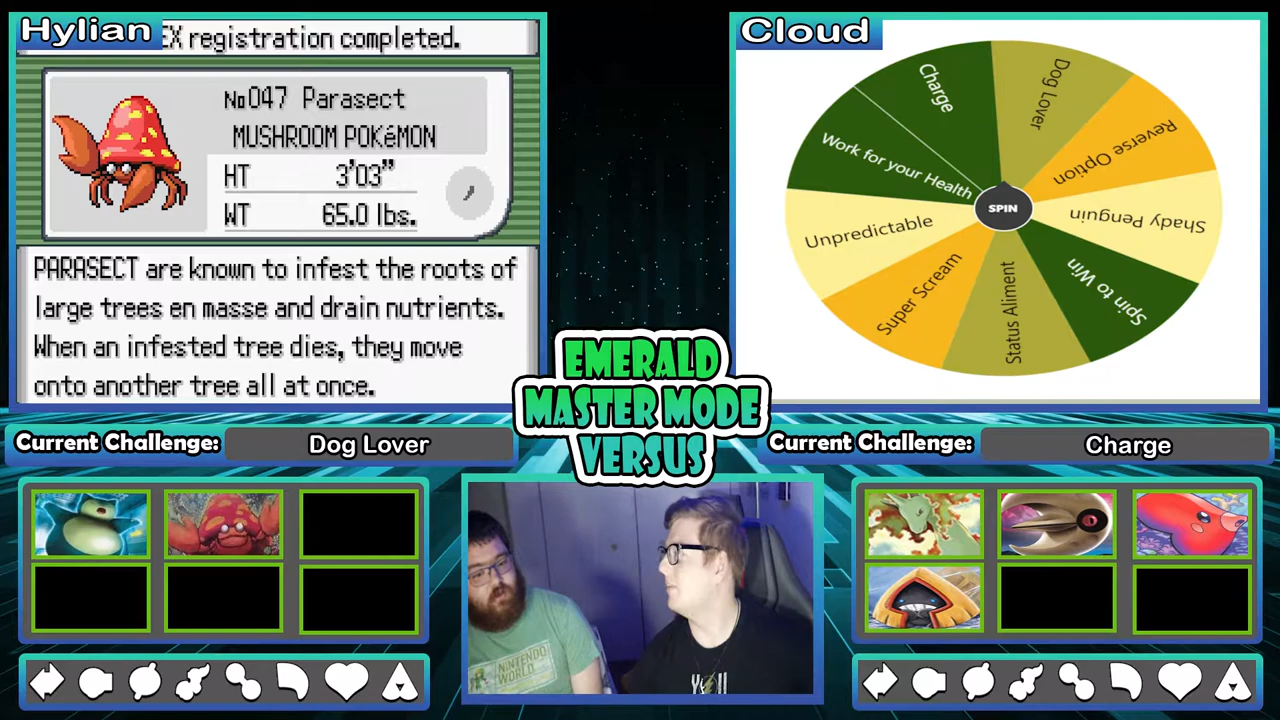 Hylian
EX registration completed.
No047 Parasect
MUSHROOM POKéMON
HT 3'03"
WT 65.0 lbs.
PARASECT are known to infest the roots of
large trees en masse and drain nutrients.
When an infested tree dies, they move
onto another tree all at once.
Cloud
Charge
Dog Lover
Reverse Option
Shady Penguin
Spin to Win
Status Aliment
Super Scream
Unpredictable
Work for your Health
SPIN
EMERALD
MASTER MODE
VERSUS
Current Challenge: Dog Lover
Current Challenge: Charge
NINTENDO
WORLD